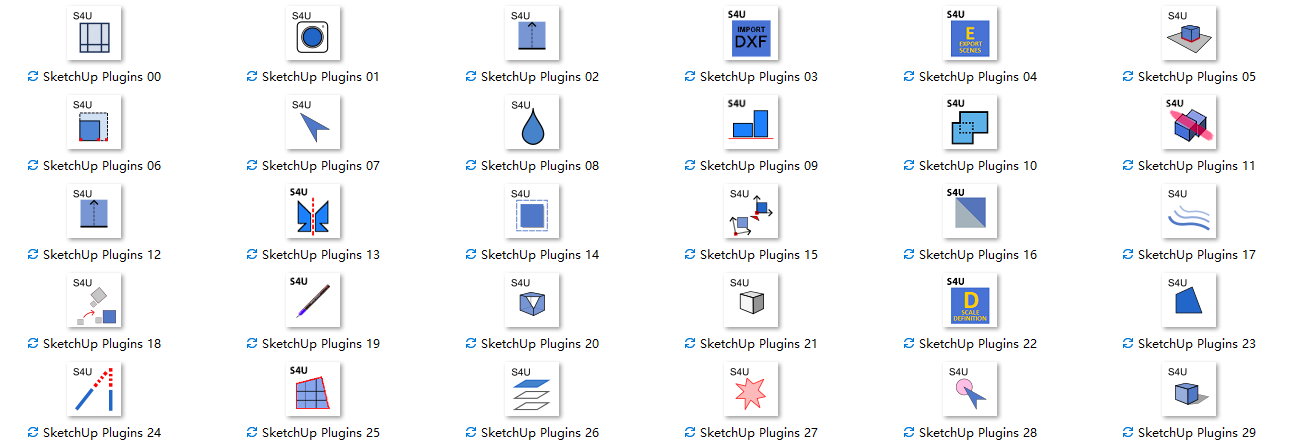 S4U S4U S4U S4U IMPORT DXF S4U E EXPORT SCENES S4U
SketchUp Plugins 00 SketchUp Plugins 01 SketchUp Plugins 02 SketchUp Plugins 03 SketchUp Plugins 04 SketchUp Plugins 05
S4U S4U S4U S4U S4U S4U
SketchUp Plugins 06 SketchUp Plugins 07 SketchUp Plugins 08 SketchUp Plugins 09 SketchUp Plugins 10 SketchUp Plugins 11
S4U S4U S4U S4U S4U S4U
SketchUp Plugins 12 SketchUp Plugins 13 SketchUp Plugins 14 SketchUp Plugins 15 SketchUp Plugins 16 SketchUp Plugins 17
S4U S4U S4U S4U S4U D SCALE DEFINITION S4U
SketchUp Plugins 18 SketchUp Plugins 19 SketchUp Plugins 20 SketchUp Plugins 21 SketchUp Plugins 22 SketchUp Plugins 23
S4U S4U S4U S4U S4U S4U
SketchUp Plugins 24 SketchUp Plugins 25 SketchUp Plugins 26 SketchUp Plugins 27 SketchUp Plugins 28 SketchUp Plugins 29